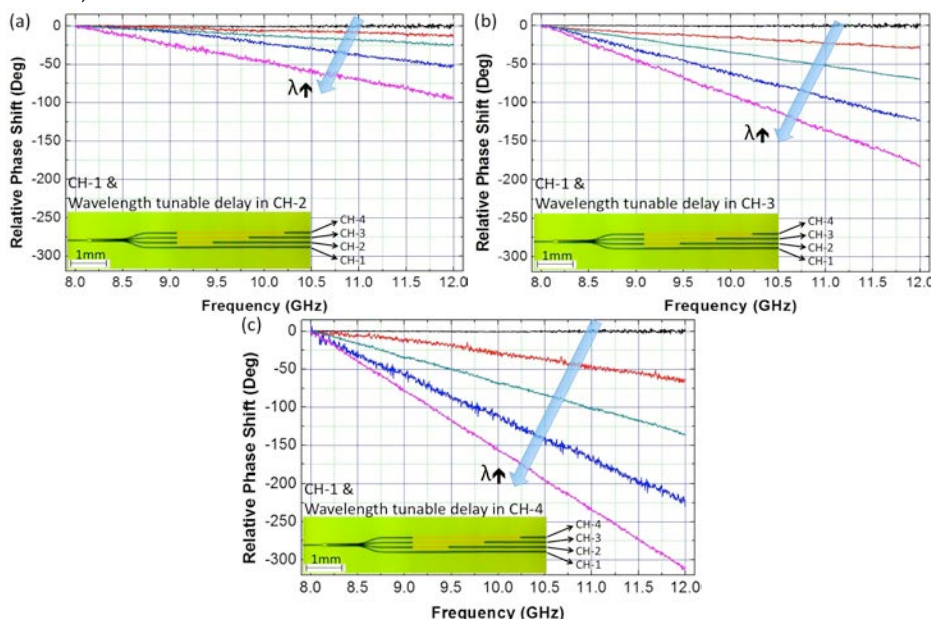 (a)
0
-50
-100
-150
-200
-250
-300
Relative Phase Shift (Deg)
λ↑
CH-1 &
Wavelength tunable delay in CH-2
CH-4
CH-3
CH-2
CH-1
1mm
8.0 8.5 9.0 9.5 10.0 10.5 11.0 11.5 12.0
Frequency (GHz)
(b)
0
-50
-100
-150
-200
-250
-300
Relative Phase Shift (Deg)
λ↑
CH-1 &
Wavelength tunable delay in CH-3
CH-4
CH-3
CH-2
CH-1
1mm
8.0 8.5 9.0 9.5 10.0 10.5 11.0 11.5 12.0
Frequency (GHz)
(c)
0
-50
-100
-150
-200
-250
-300
Relative Phase Shift (Deg)
λ↑
CH-1 &
Wavelength tunable delay in CH-4
CH-4
CH-3
CH-2
CH-1
1mm
8.0 8.5 9.0 9.5 10.0 10.5 11.0 11.5 12.0
Frequency (GHz)